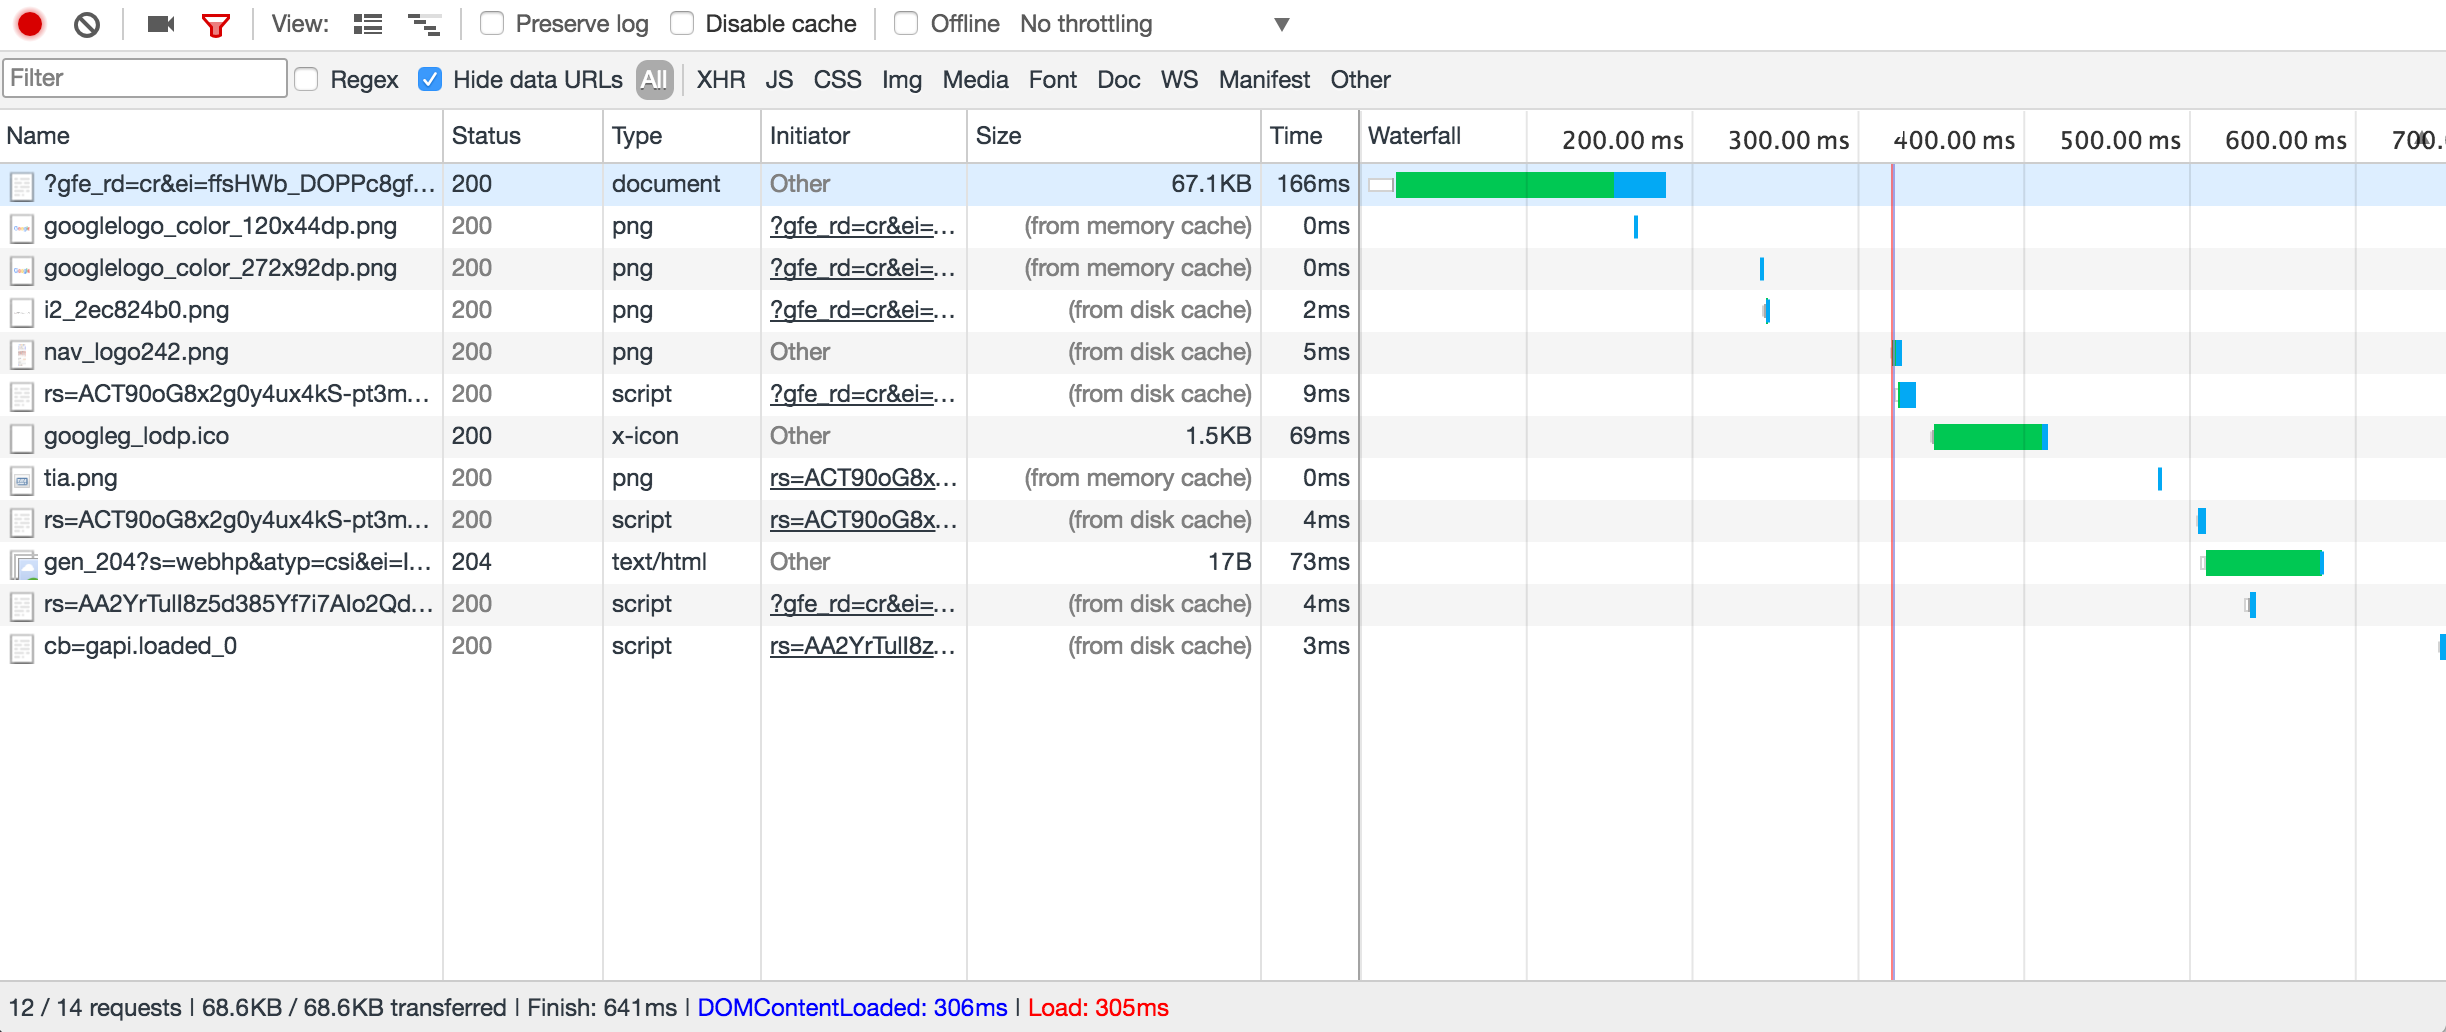 View: Preserve log Disable cache Offline No throttling
Filter Regex Hide data URLs All XHR JS CSS Img Media Font Doc WS Manifest Other
Name Status Type Initiator Size Time Waterfall 200.00 ms 300.00 ms 400.00 ms 500.00 ms 600.00 ms 700.
?gfe_rd=cr&ei=ffsHWb_DOPPc8gf... 200 document Other 67.1KB 166ms
googlelogo_color_120x44dp.png 200 png ?gfe_rd=cr&ei=... (from memory cache) 0ms
googlelogo_color_272x92dp.png 200 png ?gfe_rd=cr&ei=... (from memory cache) 0ms
i2_2ec824b0.png 200 png ?gfe_rd=cr&ei=... (from disk cache) 2ms
nav_logo242.png 200 png Other (from disk cache) 5ms
rs=ACT90oG8x2g0y4ux4kS-pt3m... 200 script ?gfe_rd=cr&ei=... (from disk cache) 9ms
googleg_lodp.ico 200 x-icon Other 1.5KB 69ms
tia.png 200 png rs=ACT90oG8x... (from memory cache) 0ms
rs=ACT90oG8x2g0y4ux4kS-pt3m... 200 script rs=ACT90oG8x... (from disk cache) 4ms
gen_204?s=webhp&atyp=csi&ei=I... 204 text/html Other 17B 73ms
rs=AA2YrTulI8z5d385Yf7i7AIo2Qd... 200 script ?gfe_rd=cr&ei=... (from disk cache) 4ms
cb=gapi.loaded_0 200 script rs=AA2YrTulI8z... (from disk cache) 3ms
12 / 14 requests | 68.6KB / 68.6KB transferred | Finish: 641ms | DOMContentLoaded: 306ms | Load: 305ms